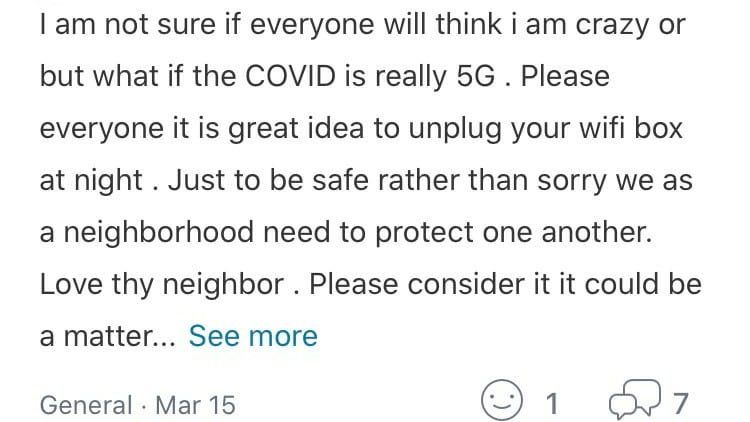 I am not sure if everyone will think i am crazy or
but what if the COVID is really 5G . Please
everyone it is great idea to unplug your wifi box
at night . Just to be safe rather than sorry we as
a neighborhood need to protect one another.
Love thy neighbor . Please consider it it could be
a matter... See more
General · Mar 15 1 7